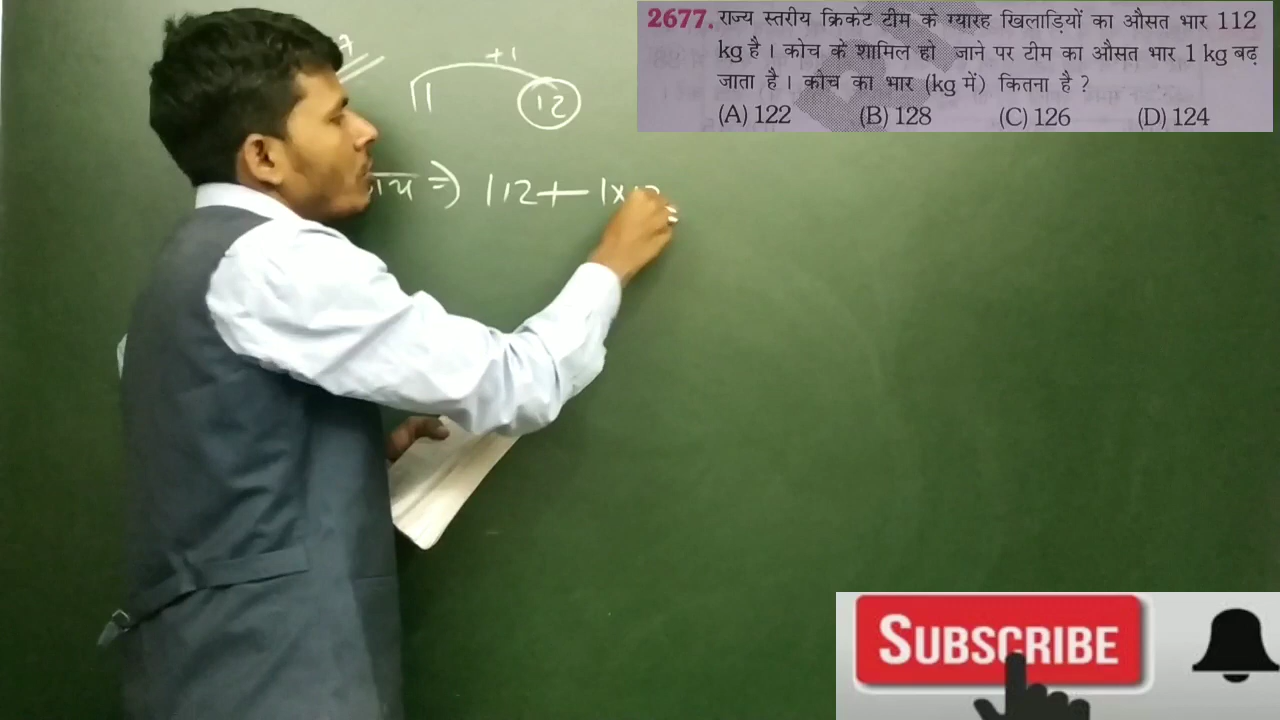 2677. राज्य स्तरीय क्रिकेट टीम के ग्यारह खिलाड़ियों का औसत भार 112
kg है। कोच के शामिल हो जाने पर टीम का औसत भार 1 kg बढ़
जाता है। कोच का भार (kg में) कितना है ?
(A) 122 (B) 128 (C) 126 (D) 124
+1
11 12
=) 112 + 1×
SUBSCRIBE